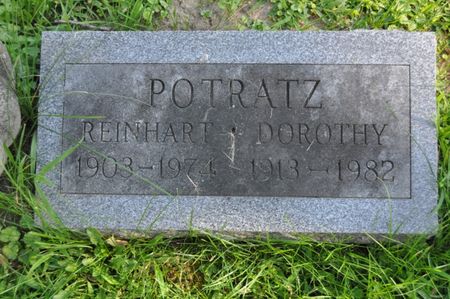 POTRATZ
REINHART DOROTHY
1903-1974 1913-1982